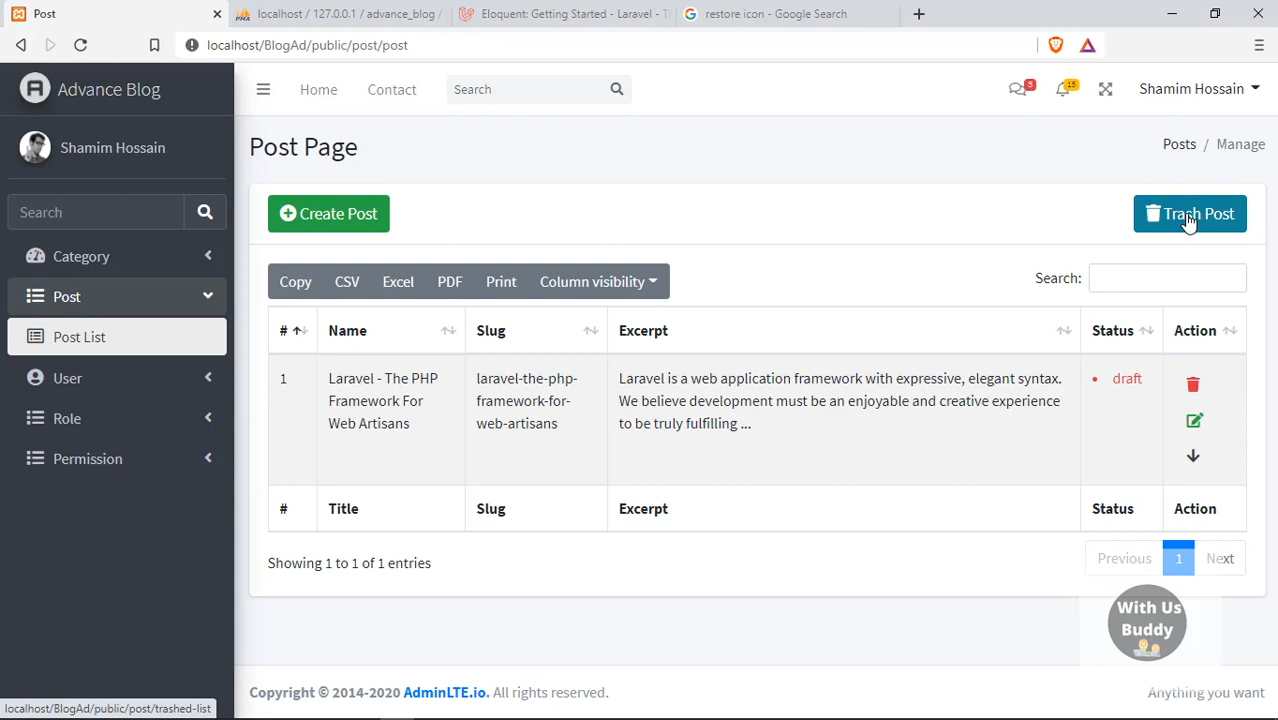 Post
localhost / 127.0.0.1 / advance_blog /
Eloquent: Getting Started - Laravel - T
restore icon - Google Search
localhost/BlogAd/public/post/post
Advance Blog
Home
Contact
Search
3
15
Shamim Hossain
Shamim Hossain
Search
Category
Post
Post List
User
Role
Permission
Post Page
Posts / Manage
Create Post
Trash Post
Copy CSV Excel PDF Print Column visibility
Search:
# Name Slug Excerpt Status Action
1
Laravel - The PHP
Framework For
Web Artisans
laravel-the-php-
framework-for-
web-artisans
Laravel is a web application framework with expressive, elegant syntax.
We believe development must be an enjoyable and creative experience
to be truly fulfilling ...
draft
# Title Slug Excerpt Status Action
Showing 1 to 1 of 1 entries
Previous 1 Next
With Us
Buddy
Copyright © 2014-2020 AdminLTE.io. All rights reserved.
Anything you want
localhost/BlogAd/public/post/trashed-list